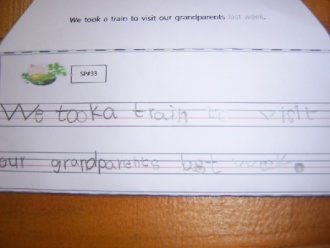 We took a train to visit our grandparents last week.
SP#33
We tooka train to visit
our grandparents last week.